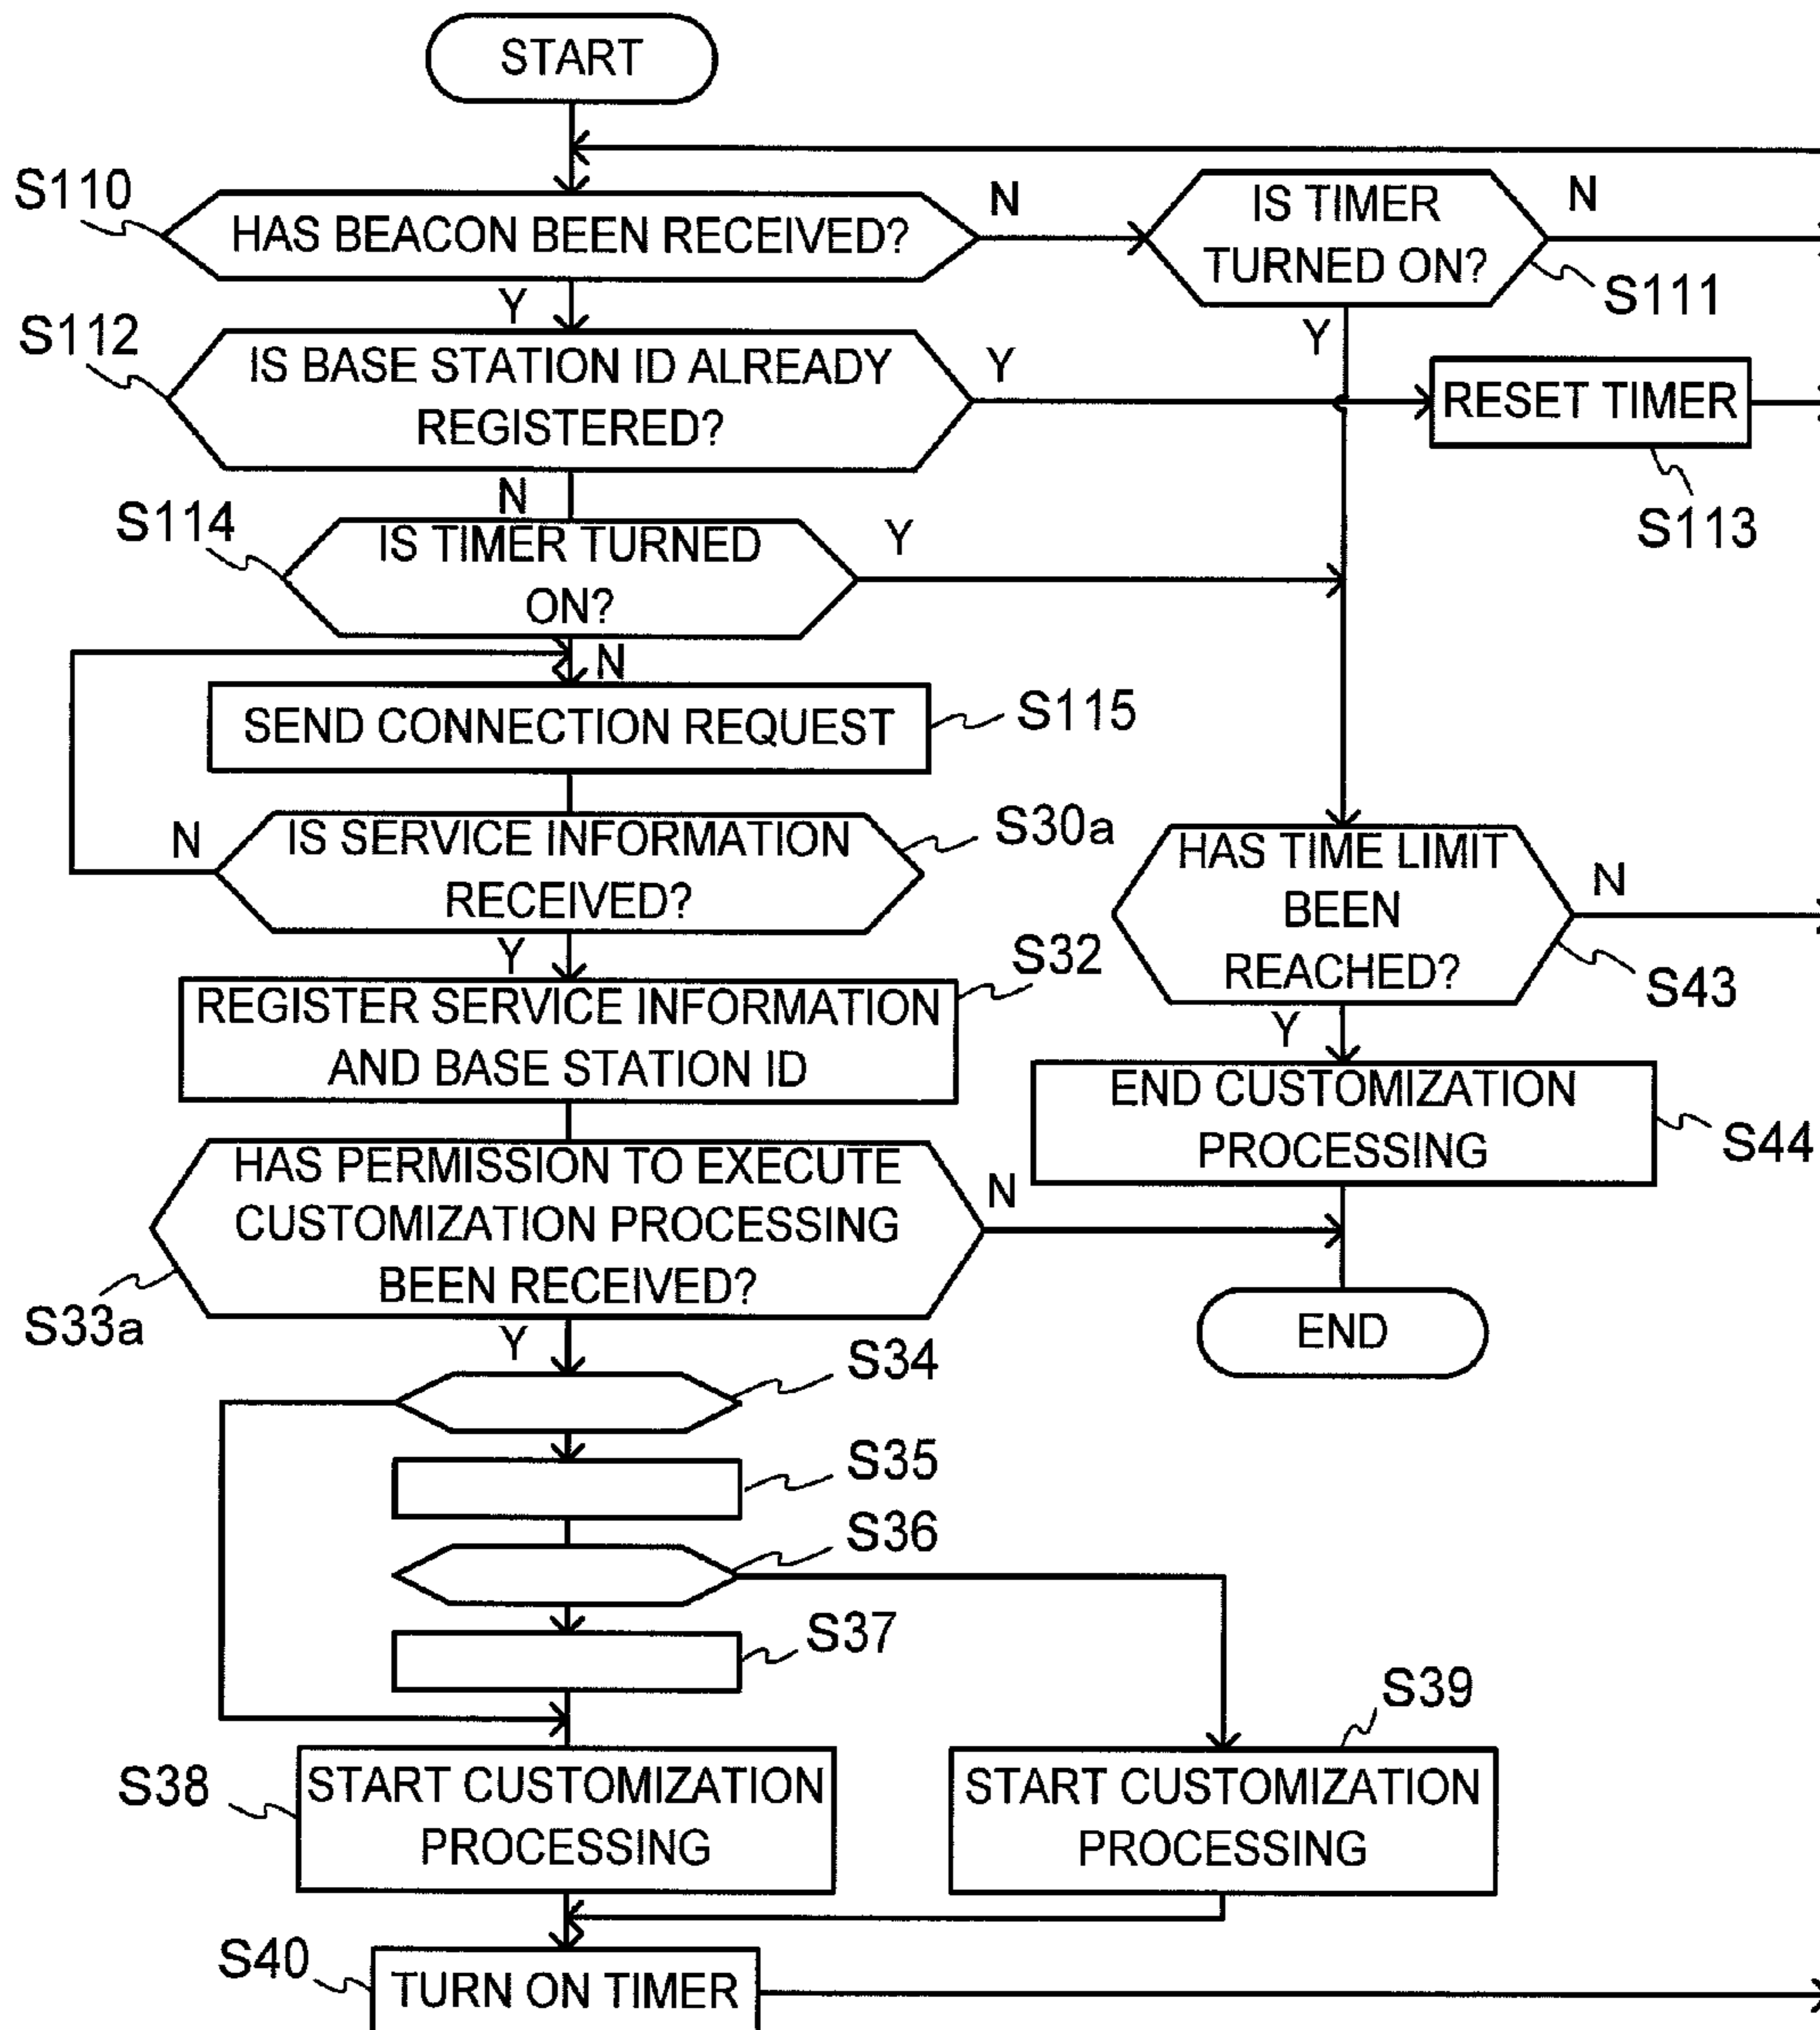 START
S110
HAS BEACON BEEN RECEIVED?
N
IS TIMER
TURNED ON?
N
S111
Y
Y
S112
IS BASE STATION ID ALREADY
REGISTERED?
Y
RESET TIMER
S113
N
S114
IS TIMER TURNED
ON?
Y
N
SEND CONNECTION REQUEST
S115
N
IS SERVICE INFORMATION
RECEIVED?
S30a
HAS TIME LIMIT
BEEN
REACHED?
N
S43
Y
Y
REGISTER SERVICE INFORMATION
AND BASE STATION ID
S32
END CUSTOMIZATION
PROCESSING
S44
HAS PERMISSION TO EXECUTE
CUSTOMIZATION PROCESSING
BEEN RECEIVED?
N
S33a
END
Y
S34
S35
S36
S37
S38
START CUSTOMIZATION
PROCESSING
S39
START CUSTOMIZATION
PROCESSING
S40
TURN ON TIMER